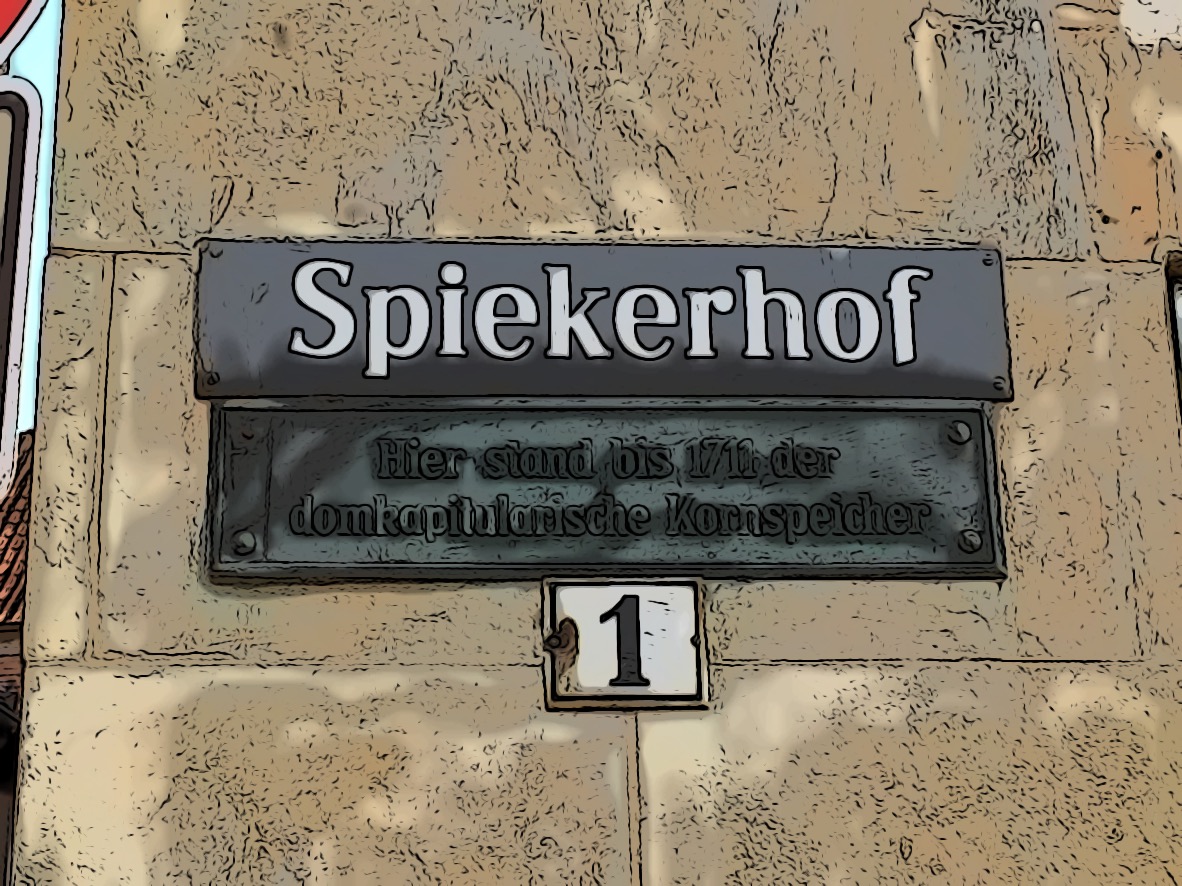 Spiekerhof
Hier stand bis 1711 der
domkapitularische Kornspeicher
1